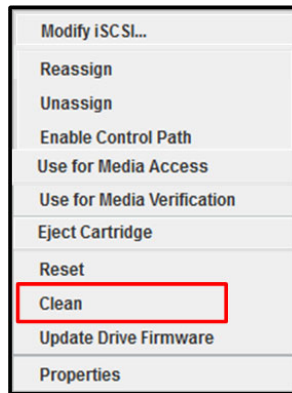 Modify iSCSI...
Reassign
Unassign
Enable Control Path
Use for Media Access
Use for Media Verification
Eject Cartridge
Reset
Clean
Update Drive Firmware
Properties